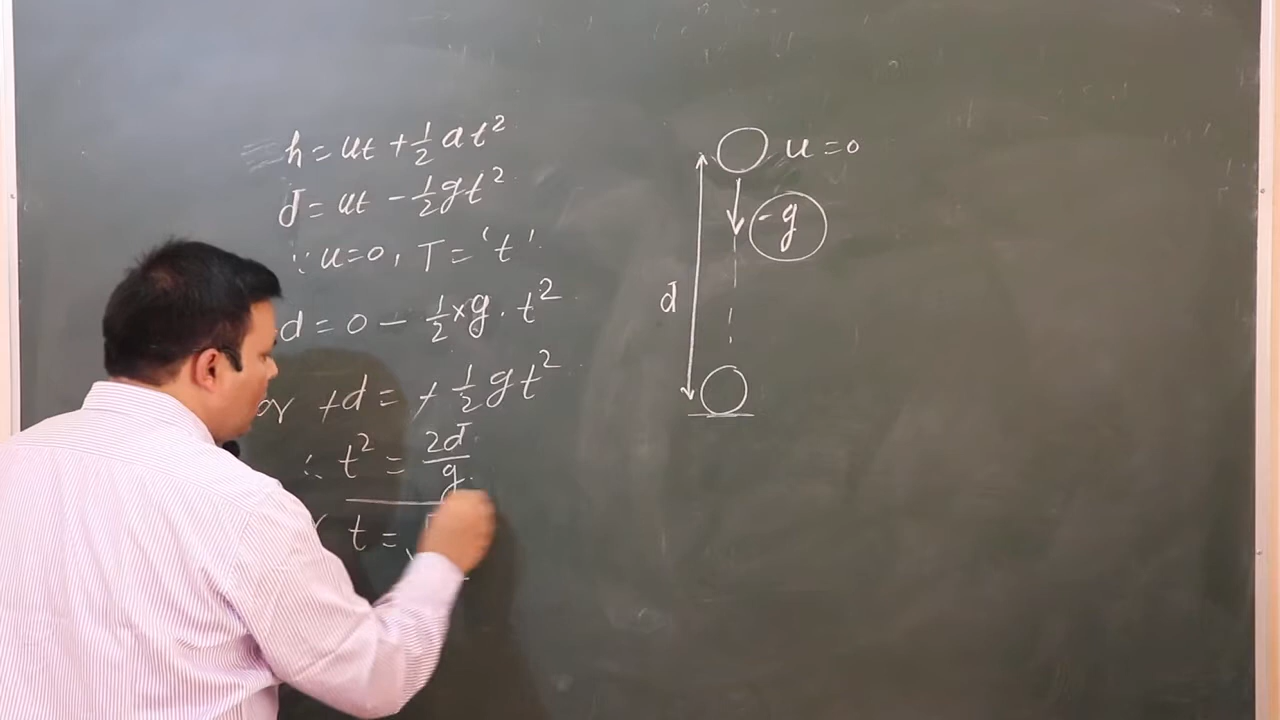 h = ut + 1/2 at²
d = ut - 1/2 gt²
∵ u=0, T = 't'
d = 0 - 1/2 × g . t²
or +d = + 1/2 gt²
∴ t² = 2d/g
t = √
u = 0
-g
d